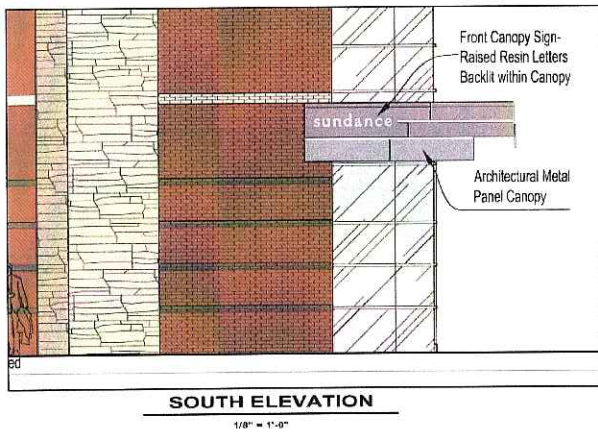 Front Canopy Sign-
Raised Resin Letters
Backlit within Canopy
sundance
Architectural Metal
Panel Canopy
ed
SOUTH ELEVATION
1/8" = 1'-0"